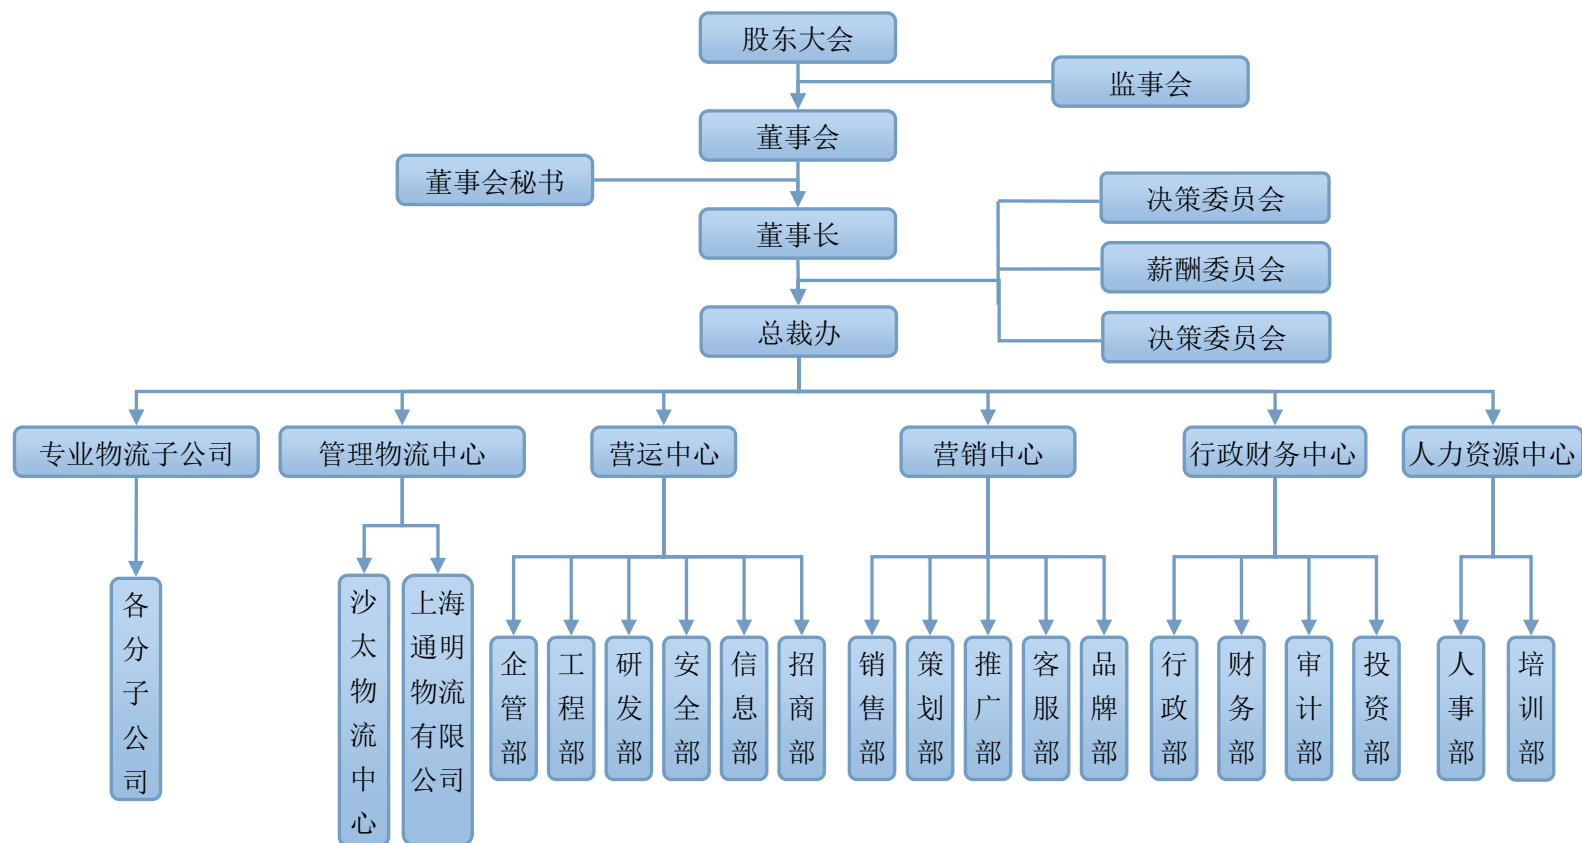 股东大会
监事会
董事会
董事会秘书
决策委员会
董事长
薪酬委员会
总裁办
决策委员会
专业物流子公司
管理物流中心
营运中心
营销中心
行政财务中心
人力资源中心
各分子公司
沙太物流中心
上海
通明
物流
有限
公司
企管部
工程部
研发部
安全部
信息部
招商部
销售部
策划部
推广部
客服部
品牌部
行政部
财务部
审计部
投资部
人事部
培训部